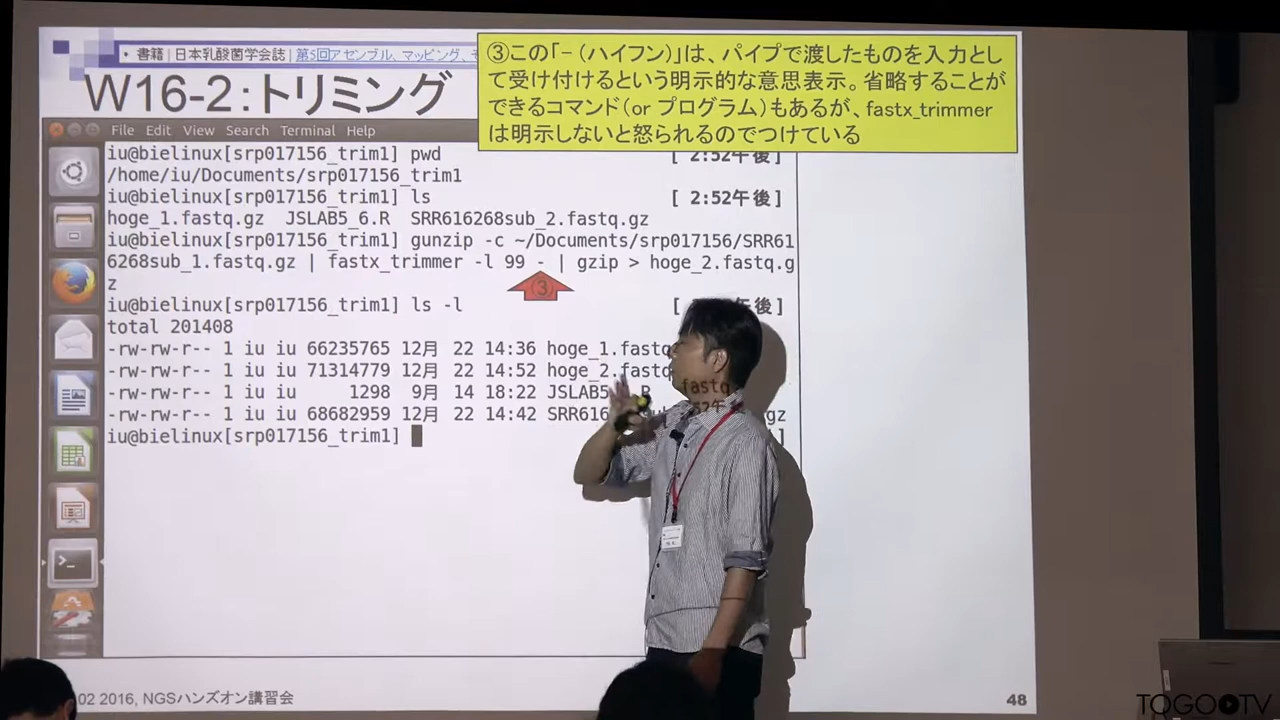 書籍 | 日本乳酸菌学会誌 | 第5回アセンブル、マッピング、
W16-2：トリミング
③この「－（ハイフン）」は、パイプで渡したものを入力とし
て受け付けるという明示的な意思表示。省略することが
できるコマンド（or プログラム）もあるが、fastx_trimmer
は明示しないと怒られるのでつけている
File Edit View Search Terminal Help
iu@bielinux[srp017156_trim1] pwd [ 2:52午後]
/home/iu/Documents/srp017156_trim1
iu@bielinux[srp017156_trim1] ls [ 2:52午後]
hoge_1.fastq.gz JSLAB5_6.R SRR616268sub_2.fastq.gz
iu@bielinux[srp017156_trim1] gunzip -c ~/Documents/srp017156/SRR61
6268sub_1.fastq.gz | fastx_trimmer -l 99 - | gzip > hoge_2.fastq.g
z
③
iu@bielinux[srp017156_trim1] ls -l [ 午後]
total 201408
-rw-rw-r-- 1 iu iu 66235765 12月 22 14:36 hoge_1.fastq
-rw-rw-r-- 1 iu iu 71314779 12月 22 14:52 hoge_2.fastq
-rw-rw-r-- 1 iu iu 1298 9月 14 18:22 JSLAB5 .R
-rw-rw-r-- 1 iu iu 68682959 12月 22 14:42 SRR616 gz
iu@bielinux[srp017156_trim1] ]
02 2016, NGSハンズオン講習会
48
TOGOTV